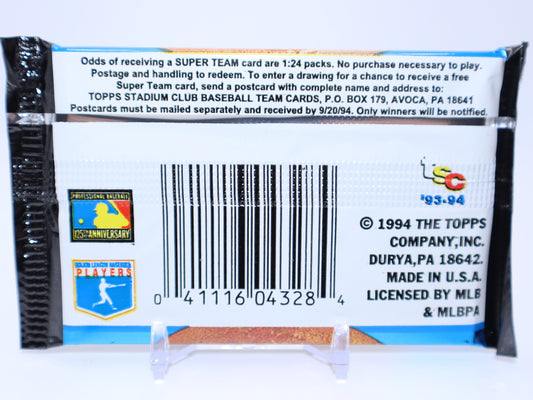 Odds of receiving a SUPER TEAM card are 1:24 packs. No purchase necessary to play.
Postage and handling to redeem. To enter a drawing for a chance to receive a free
Super Team card, send a postcard with complete name and address to:
TOPPS STADIUM CLUB BASEBALL TEAM CARDS, P.O. BOX 179, AVOCA, PA 18641
Postcards must be mailed separately and received by 9/20/94. Only winners will be notified.
TSC
'93-94
PROFESSIONAL BASEBALL
125TH ANNIVERSARY
MAJOR LEAGUE BASEBALL
PLAYERS
© 1994 THE TOPPS
COMPANY,INC.
DURYA,PA 18642.
MADE IN U.S.A.
LICENSED BY MLB
& MLBPA
0 41116 04328 4